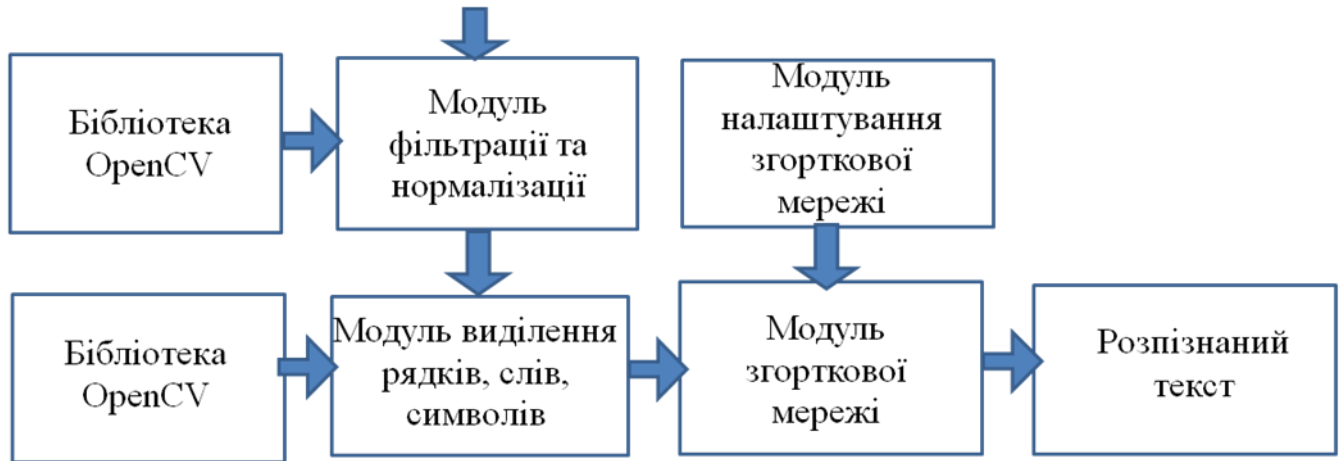 Бібліотека
OpenCV
Модуль
фільтрації та
нормалізації
Модуль
налаштування
згорткової
мережі
Бібліотека
OpenCV
Модуль виділення
рядків, слів,
символів
Модуль
згорткової
мережі
Розпізнаний
текст